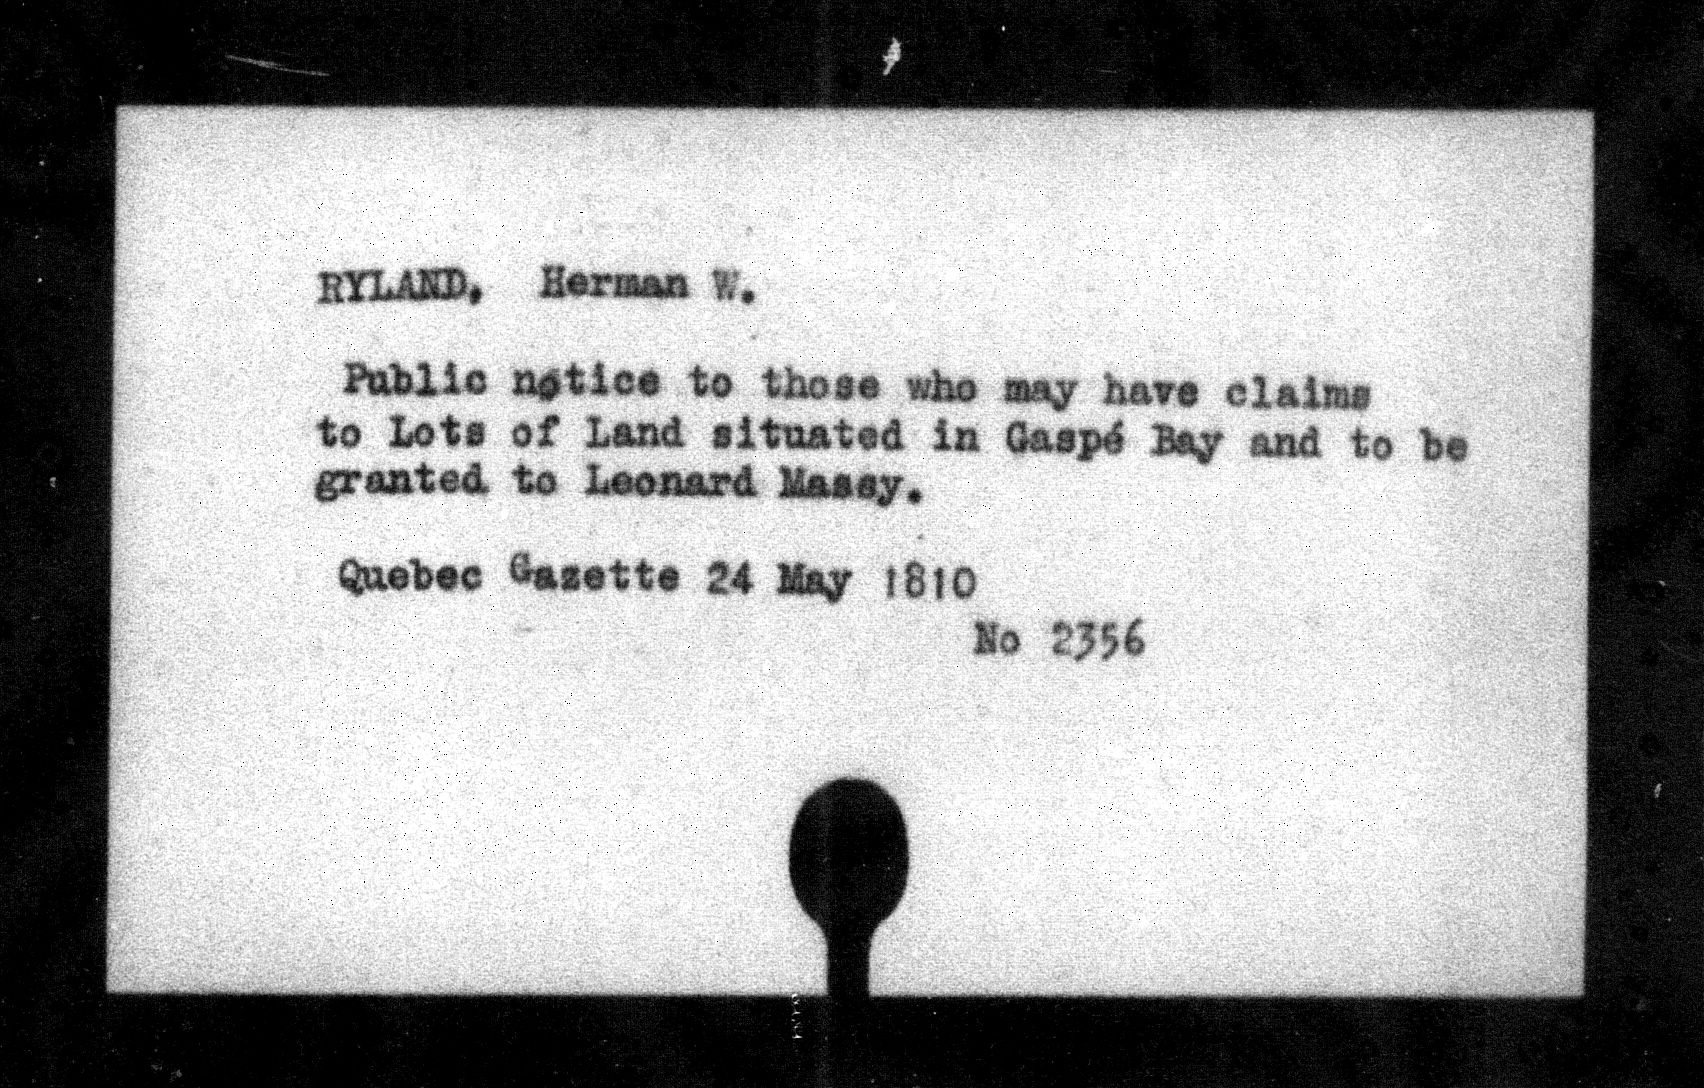 RYLAND, Herman W.
Public notice to those who may have claims
to Lots of Land situated in Gaspé Bay and to be
granted to Leonard Massy.
Quebec Gazette 24 May 1810
No 2356